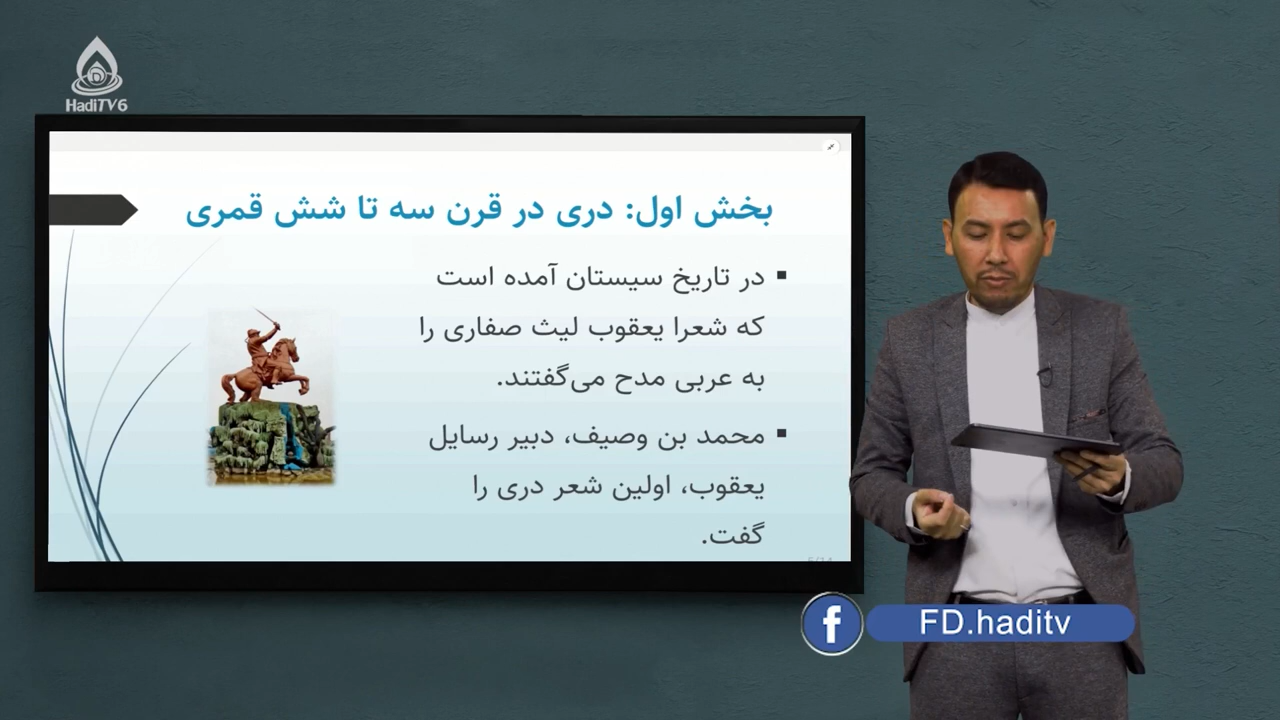 HadiTV6
بخش اول: دری در قرن سه تا شش قمری
در تاریخ سیستان آمده است
که شعرا یعقوب لیث صفاری را
به عربی مدح می‌گفتند.
محمد بن وصیف، دبیر رسایل
یعقوب، اولین شعر دری را
گفت.
FD.haditv